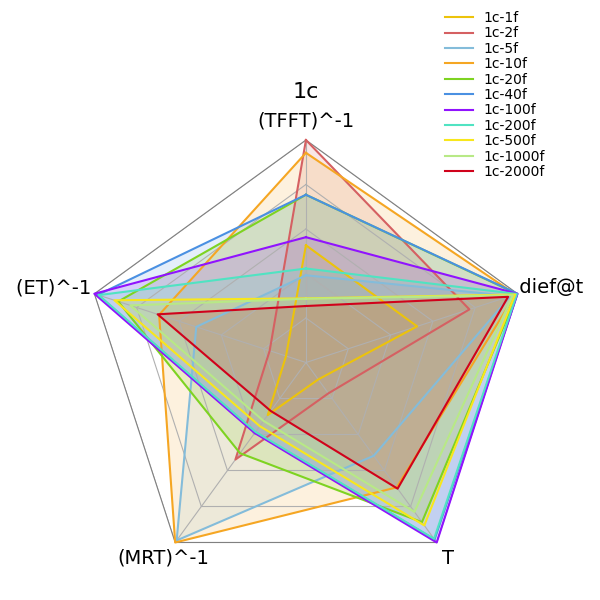 1c-1f
1c-2f
1c-5f
1c-10f
1c-20f
1c-40f
1c-100f
1c-200f
1c-500f
1c-1000f
1c-2000f
1c
(TFFT)^-1
(ET)^-1
dief@t
(MRT)^-1
T